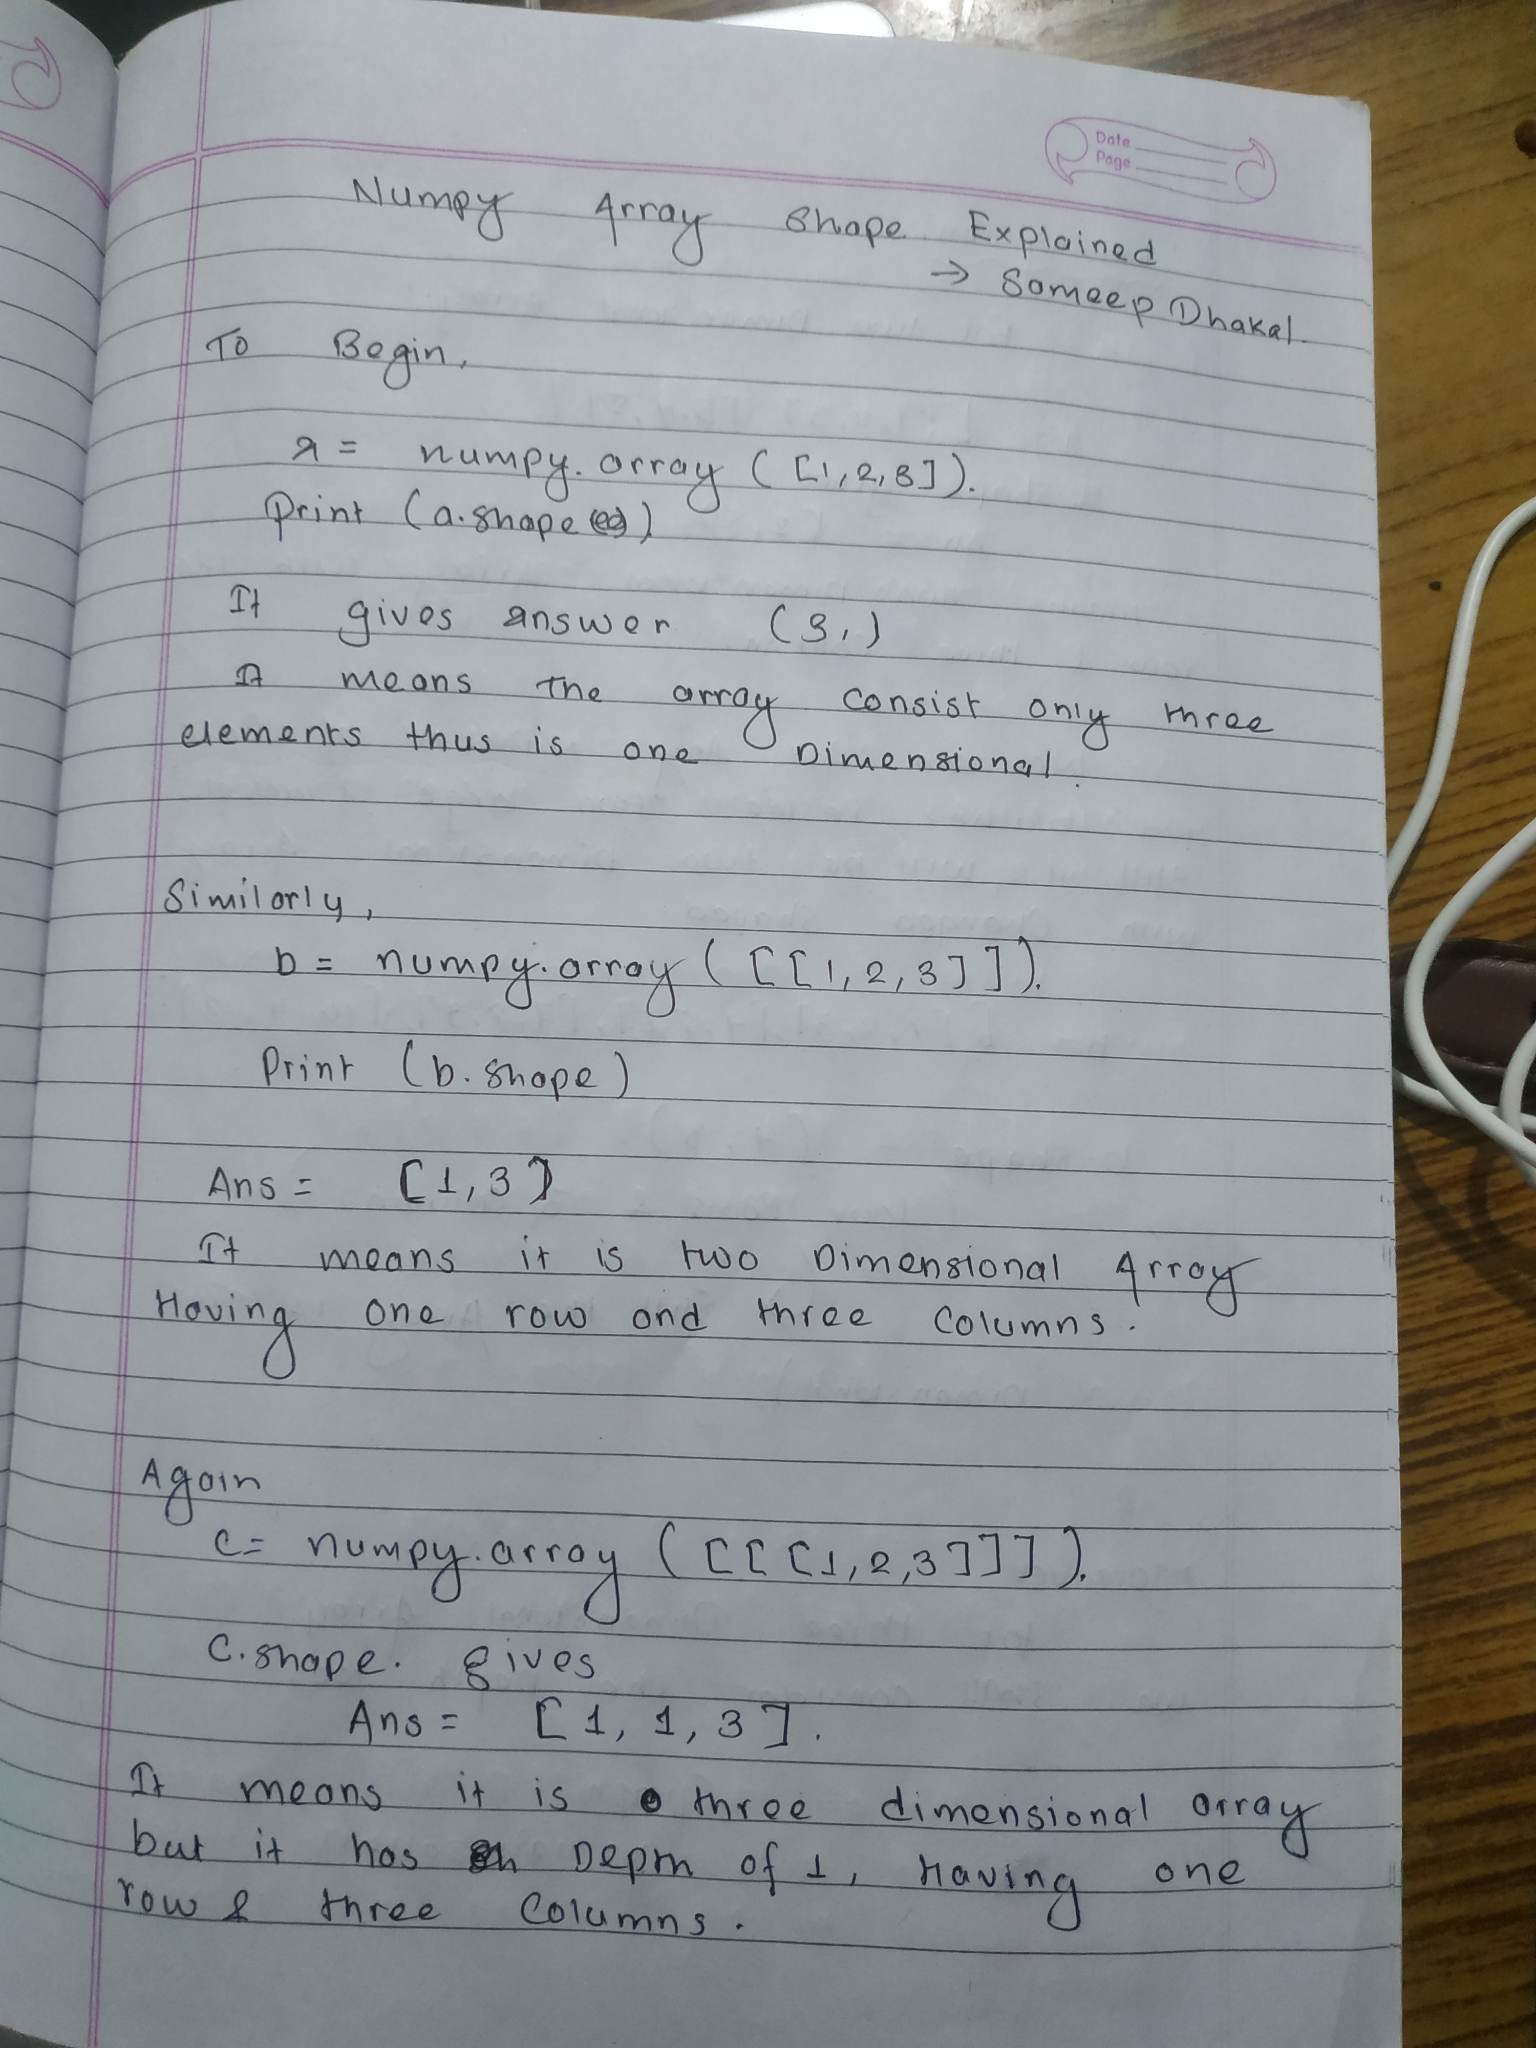 Date
Page
Numpy Array Shape Explained
→ Sameep Dhakal.
To Begin,
a = numpy.array ([1,2,3]).
Print (a.shape)
It gives answer (3,)
It means the array consist only three
elements thus is one Dimensional.
Similarly,
b = numpy.array ([[1,2,3]]).
Print (b.shape)
Ans = [1,3]
It means it is two Dimensional Array
Having one row and three columns.
Again
c = numpy.array ([[[1,2,3]]]).
C.shape. gives
Ans = [1, 1, 3].
It means it is three dimensional array
but it has Depth of 1, Having one
row & three Columns.